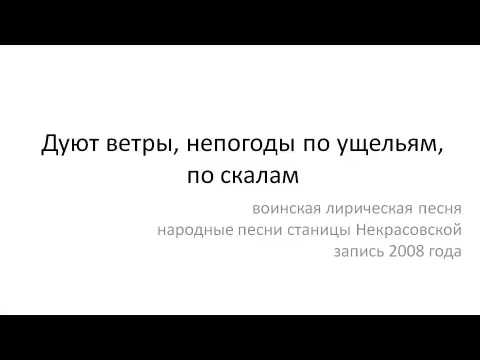 Дуют ветры, непогоды по ущельям,
по скалам
воинская лирическая песня
народные песни станицы Некрасовской
запись 2008 года